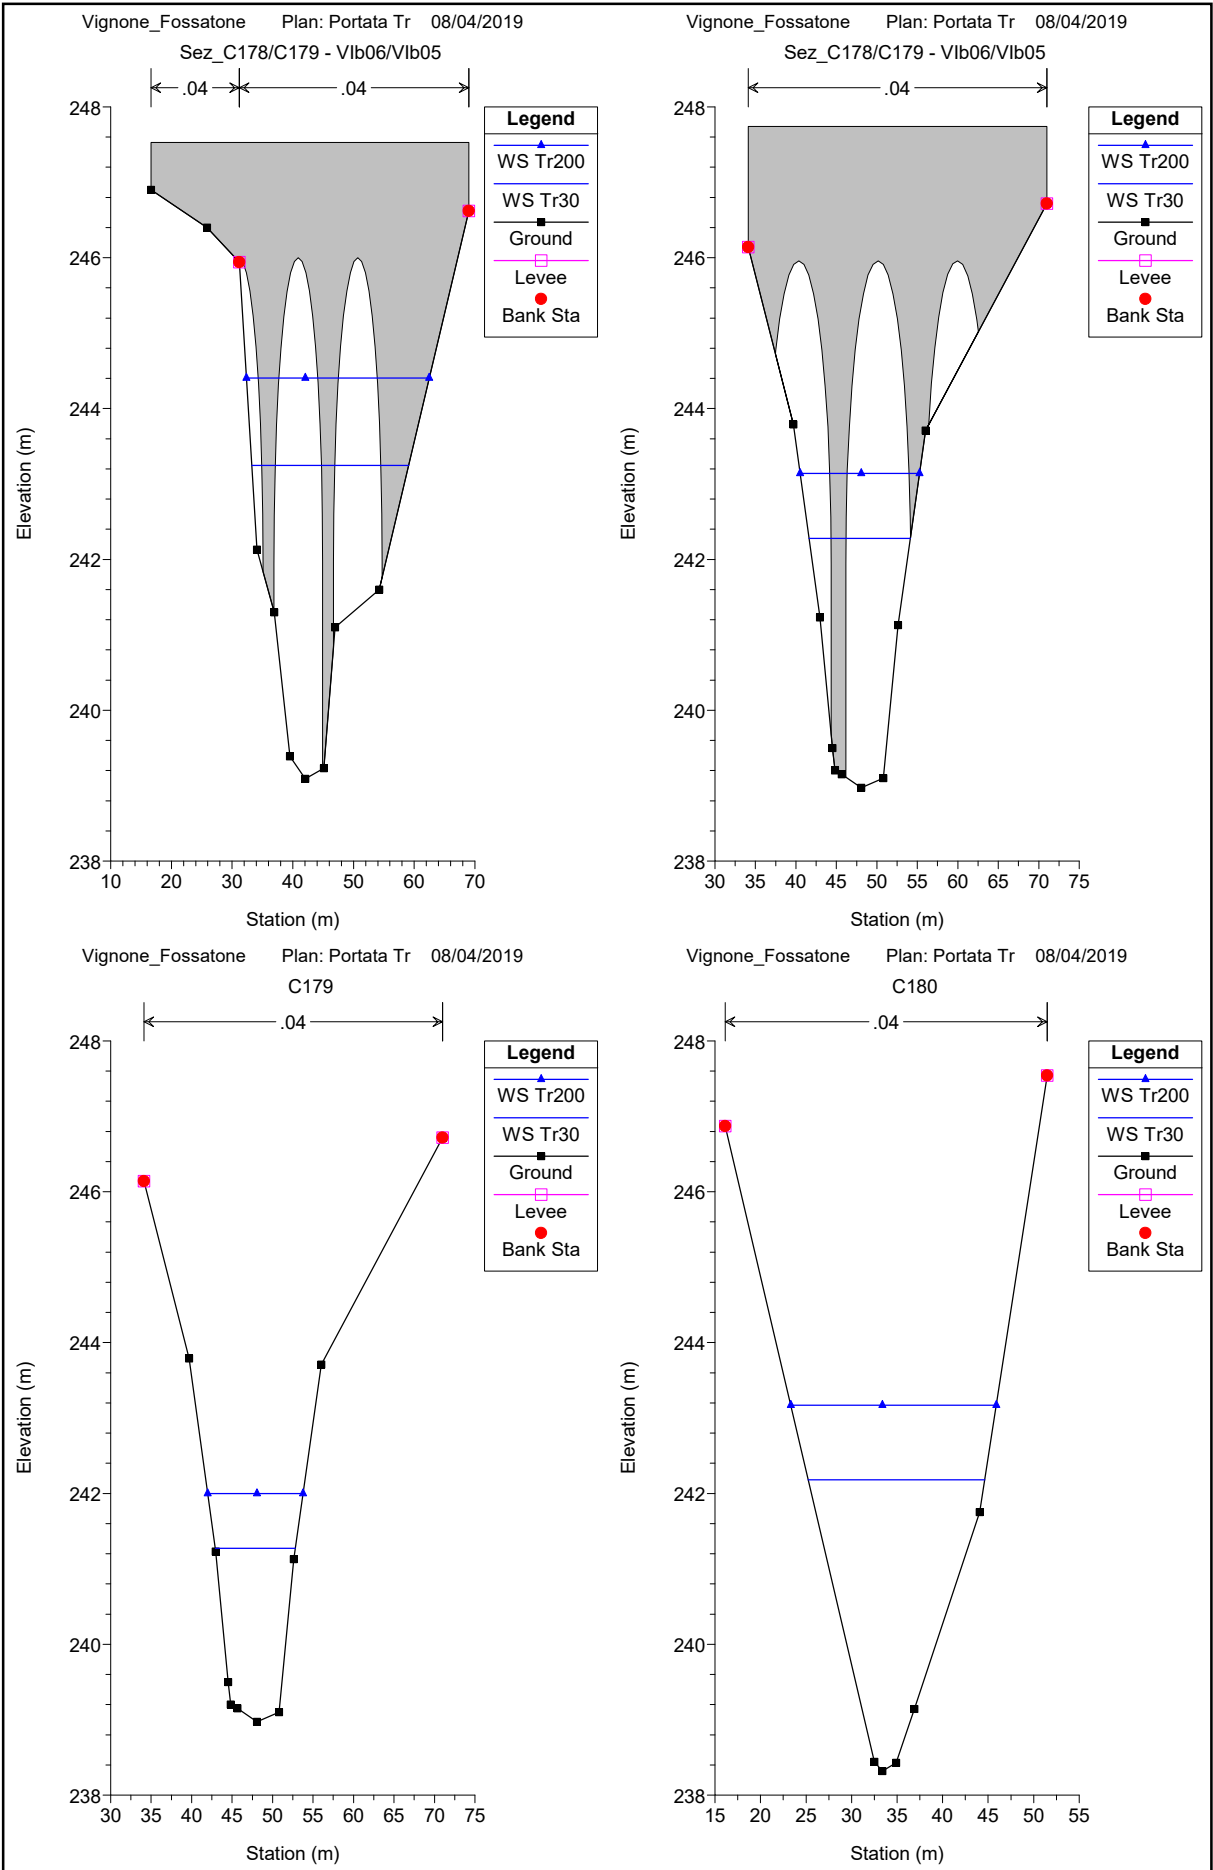 Vignone_Fossatone Plan: Portata Tr 08/04/2019
Sez_C178/C179 - VIb06/VIb05
.04 .04
Legend
WS Tr200
WS Tr30
Ground
Levee
Bank Sta
248
246
244
242
240
238
10 20 30 40 50 60 70
Elevation (m)
Station (m)
Vignone_Fossatone Plan: Portata Tr 08/04/2019
Sez_C178/C179 - VIb06/VIb05
.04
Legend
WS Tr200
WS Tr30
Ground
Levee
Bank Sta
248
246
244
242
240
238
30 35 40 45 50 55 60 65 70 75
Elevation (m)
Station (m)
Vignone_Fossatone Plan: Portata Tr 08/04/2019
C179
.04
Legend
WS Tr200
WS Tr30
Ground
Levee
Bank Sta
248
246
244
242
240
238
30 35 40 45 50 55 60 65 70 75
Elevation (m)
Station (m)
Vignone_Fossatone Plan: Portata Tr 08/04/2019
C180
.04
Legend
WS Tr200
WS Tr30
Ground
Levee
Bank Sta
248
246
244
242
240
238
15 20 25 30 35 40 45 50 55
Elevation (m)
Station (m)